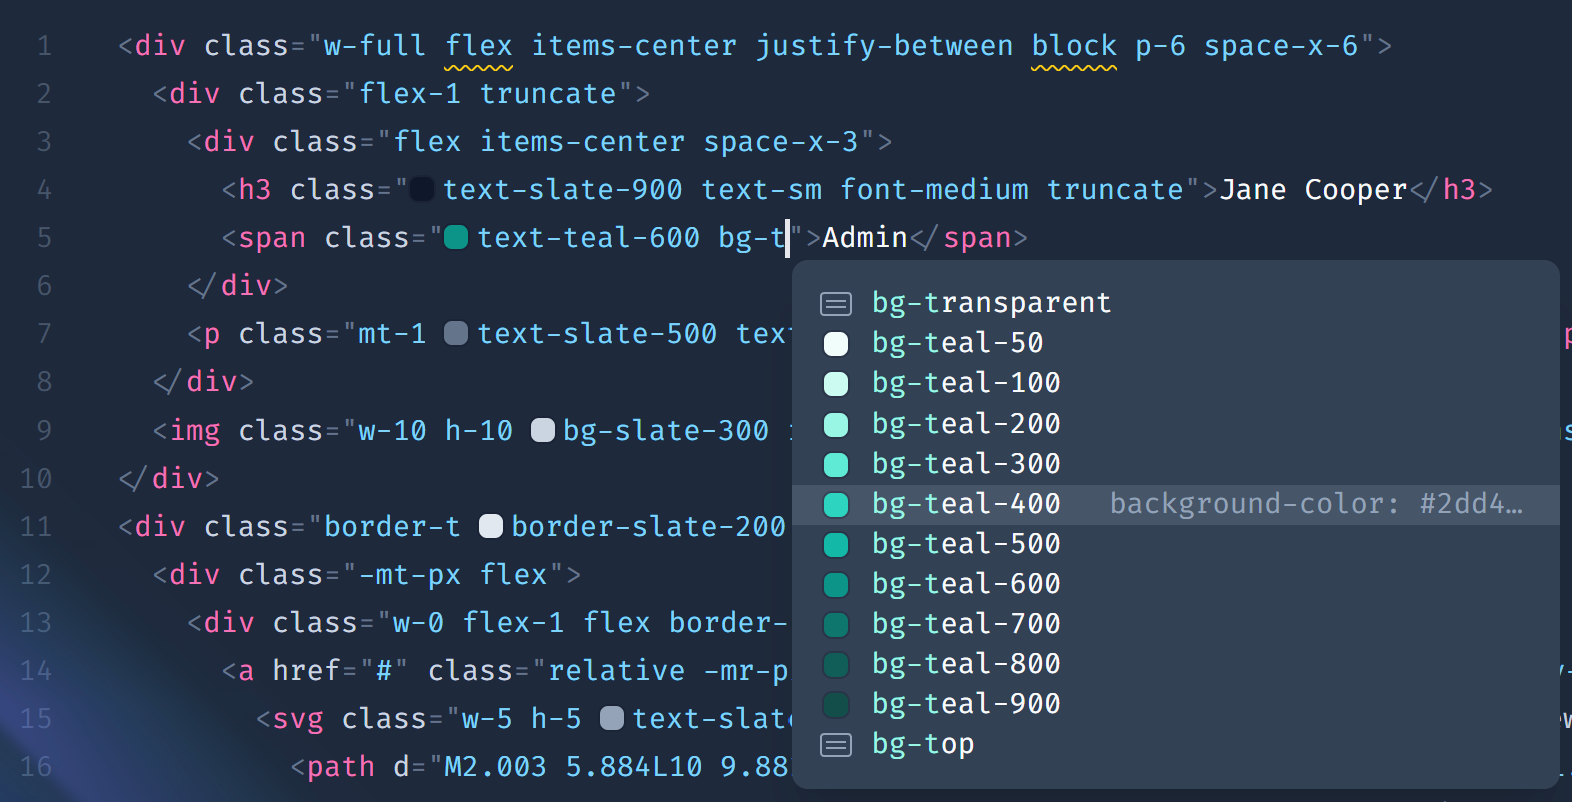 1 <div class="w-full flex items-center justify-between block p-6 space-x-6">
2 <div class="flex-1 truncate">
3 <div class="flex items-center space-x-3">
4 <h3 class="text-slate-900 text-sm font-medium truncate">Jane Cooper</h3>
5 <span class="text-teal-600 bg-t">Admin</span>
6 </div>
7 <p class="mt-1 text-slate-500
8 </div>
9 <img class="w-10 h-10 bg-slate-300
10 </div>
11 <div class="border-t border-slate-200
12 <div class="-mt-px flex">
13 <div class="w-0 flex-1 flex border-
14 <a href="#" class="relative -mr-p
15 <svg class="w-5 h-5 text-slat
16 <path d="M2.003 5.884L10 9.88
bg-transparent
bg-teal-50
bg-teal-100
bg-teal-200
bg-teal-300
bg-teal-400 background-color: #2dd4…
bg-teal-500
bg-teal-600
bg-teal-700
bg-teal-800
bg-teal-900
bg-top